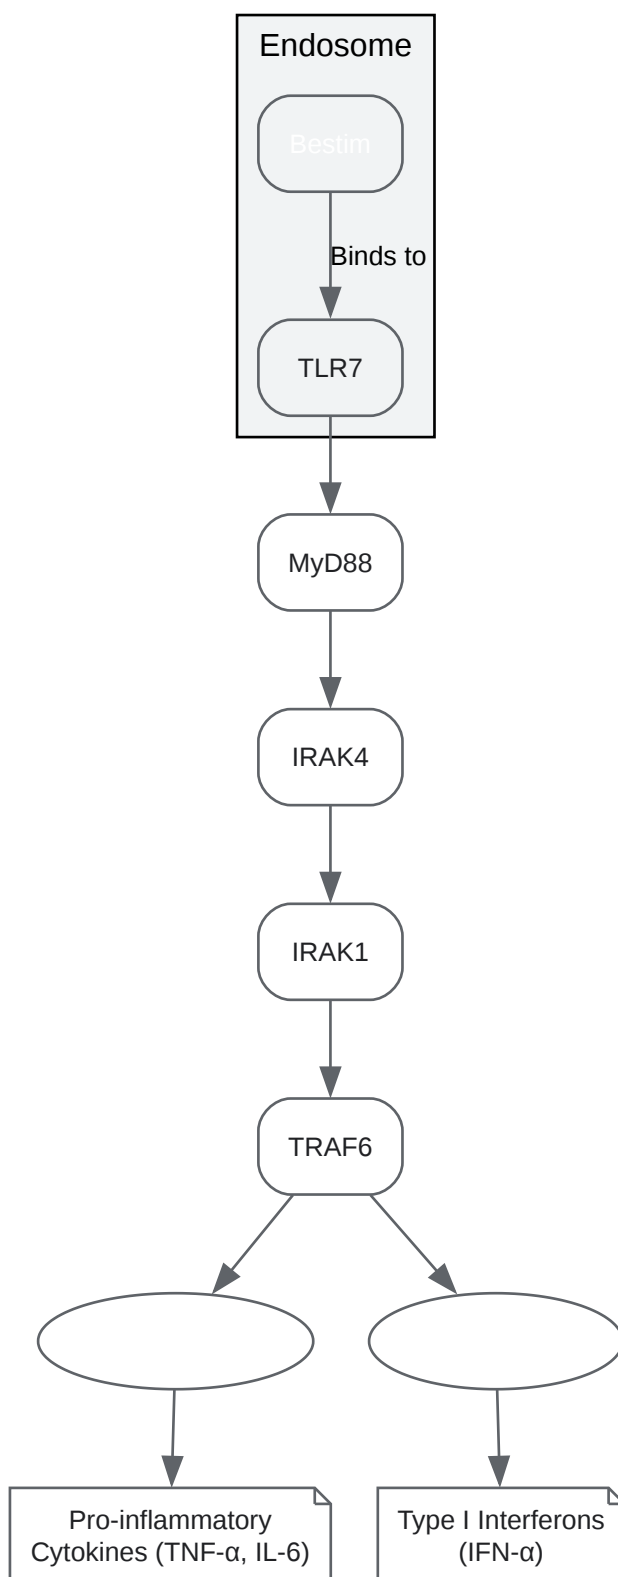 Endosome
Bestim
Binds to
TLR7
MyD88
IRAK4
IRAK1
TRAF6
Pro-inflammatory
Cytokines (TNF-α, IL-6)
Type I Interferons
(IFN-α)